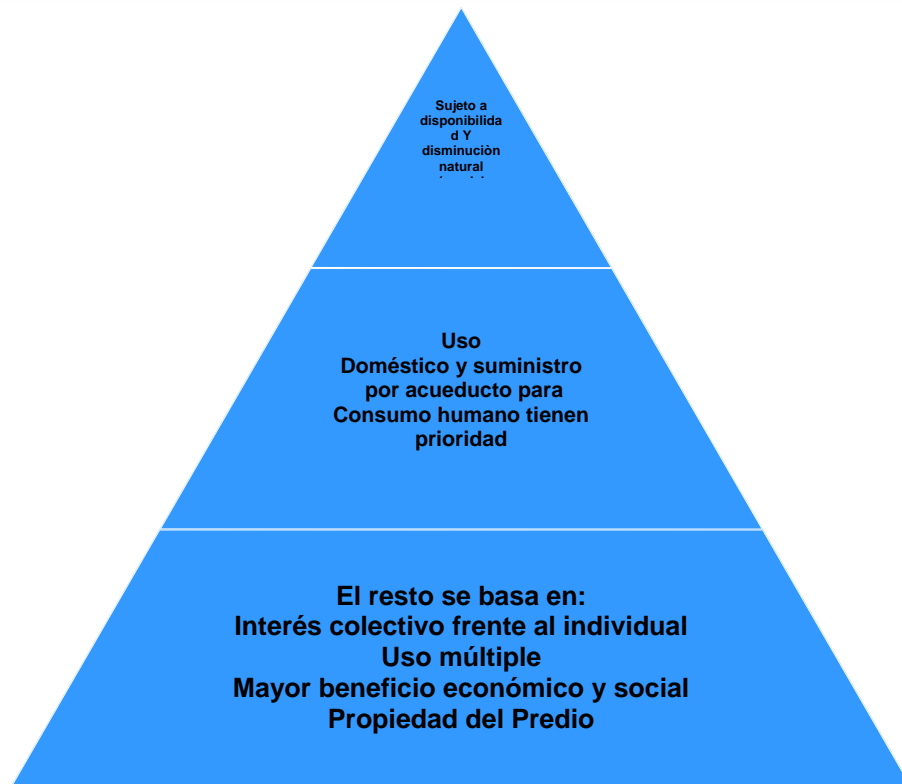 Sujeto a
disponibilida
d Y
disminuciòn
natural
Uso
Doméstico y suministro
por acueducto para
Consumo humano tienen
prioridad
El resto se basa en:
Interés colectivo frente al individual
Uso múltiple
Mayor beneficio económico y social
Propiedad del Predio